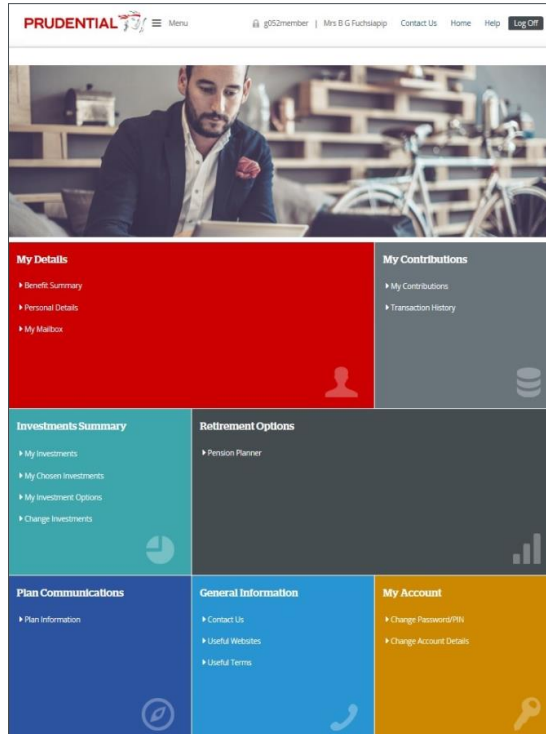 PRUDENTIAL Menu g052member | Mrs B G Fuchsiapip Contact Us Home Help Log Off
My Details
Benefit Summary
Personal Details
My Mailbox
My Contributions
My Contributions
Transaction History
Investments Summary
My Investments
My Chosen Investments
My Investment Options
Change Investments
Retirement Options
Pension Planner
Plan Communications
Plan Information
General Information
Contact Us
Useful Websites
Useful Terms
My Account
Change Password/PIN
Change Account Details